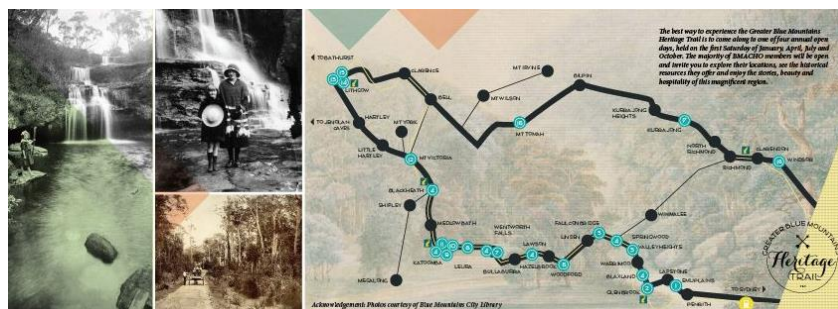 The best way to experience the Greater Blue Mountains
Heritage Trail is to come along to one of four annual open
days, held on the first Saturday of January, April, July and
October. The majority of BMACHO members will be open
and invite you to explore their locations, see the historical
resources they offer and enjoy the stories, beauty and
hospitality of this magnificent region.
TO BATHURST
LITHGOW
CLARENCE
BELL
MT IRVINE
MT WILSON
BILPIN
TO JENOLAN
CAVES
HARTLEY
MT YORK
LITTLE
HARTLEY
MT VICTORIA
MT TOMAH
KURRAJONG
HEIGHTS
KURRAJONG
NORTH
RICHMOND
RICHMOND
CLARENDON
WINDSOR
BLACKHEATH
SHIPLEY
MEDLOW BATH
MEGALONG
KATOOMBA
LEURA
WENTWORTH
FALLS
BULLABURRA
LAWSON
HAZELBROOK
WOODFORD
LINDEN
FAULCONBRIDGE
WINMALEE
SPRINGWOOD
VALLEY HEIGHTS
WARRIMOO
BLAXLAND
GLENBROOK
LAPSTONE
EMU PLAINS
PENRITH
TO SYDNEY
GREATER BLUE MOUNTAINS
Heritage
TRAIL
Acknowledgement: Photos courtesy of Blue Mountains City Library